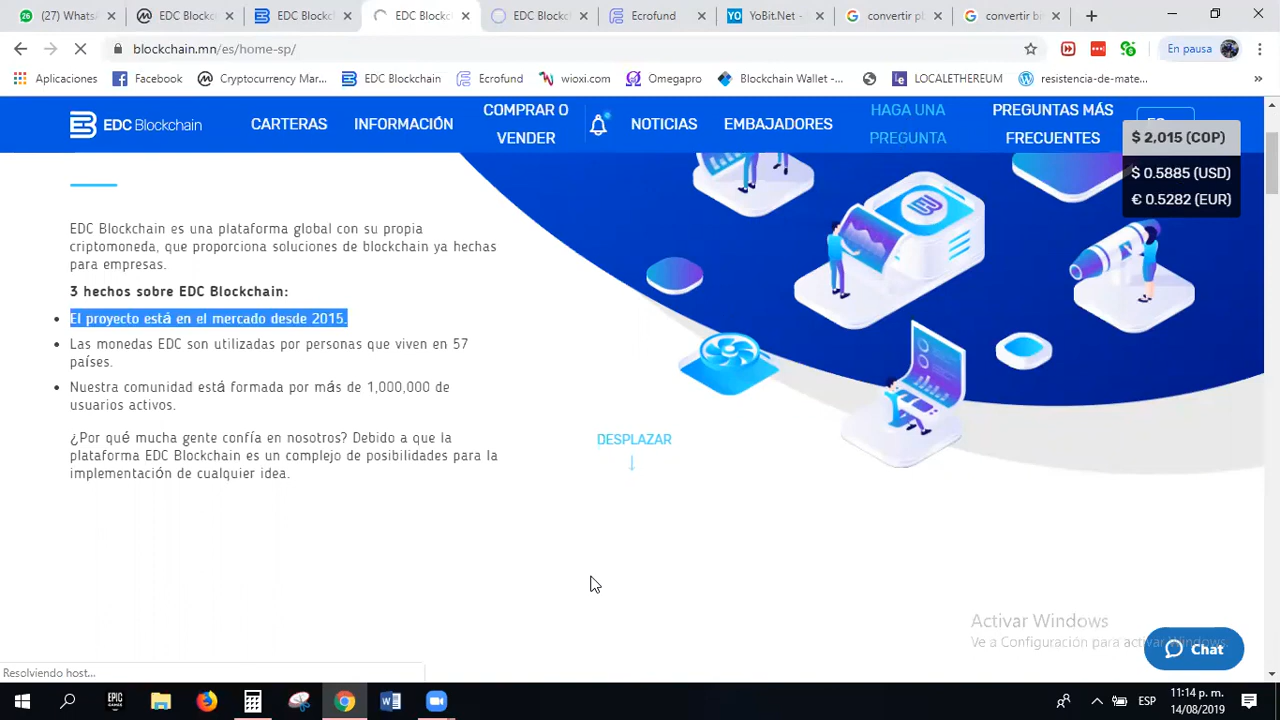 (27) Whats
EDC Block
EDC Block
EDC Block
EDC Block
Ecrofund
YoBit.Net -
convertir p
convertir b
blockchain.mn/es/home-sp/
En pausa
Aplicaciones
Facebook
Cryptocurrency Mar...
EDC Blockchain
Ecrofund
wioxi.com
Omegapro
Blockchain Wallet -...
LOCALETHEREUM
resistencia-de-mate...
EDC Blockchain
CARTERAS
INFORMACIÓN
COMPRAR O
VENDER
NOTICIAS
EMBAJADORES
HAGA UNA
PREGUNTA
PREGUNTAS MÁS
FRECUENTES
$ 2,015 (COP)
$ 0.5885 (USD)
€ 0.5282 (EUR)
EDC Blockchain es una plataforma global con su propia
criptomoneda, que proporciona soluciones de blockchain ya hechas
para empresas.
3 hechos sobre EDC Blockchain:
El proyecto está en el mercado desde 2015.
Las monedas EDC son utilizadas por personas que viven en 57
países.
Nuestra comunidad está formada por más de 1,000,000 de
usuarios activos.
¿Por qué mucha gente confía en nosotros? Debido a que la
plataforma EDC Blockchain es un complejo de posibilidades para la
implementación de cualquier idea.
DESPLAZAR
Activar Windows
Ve a Configuración para activar Windows.
Chat
Resolviendo host...
ESP
11:14 p. m.
14/08/2019